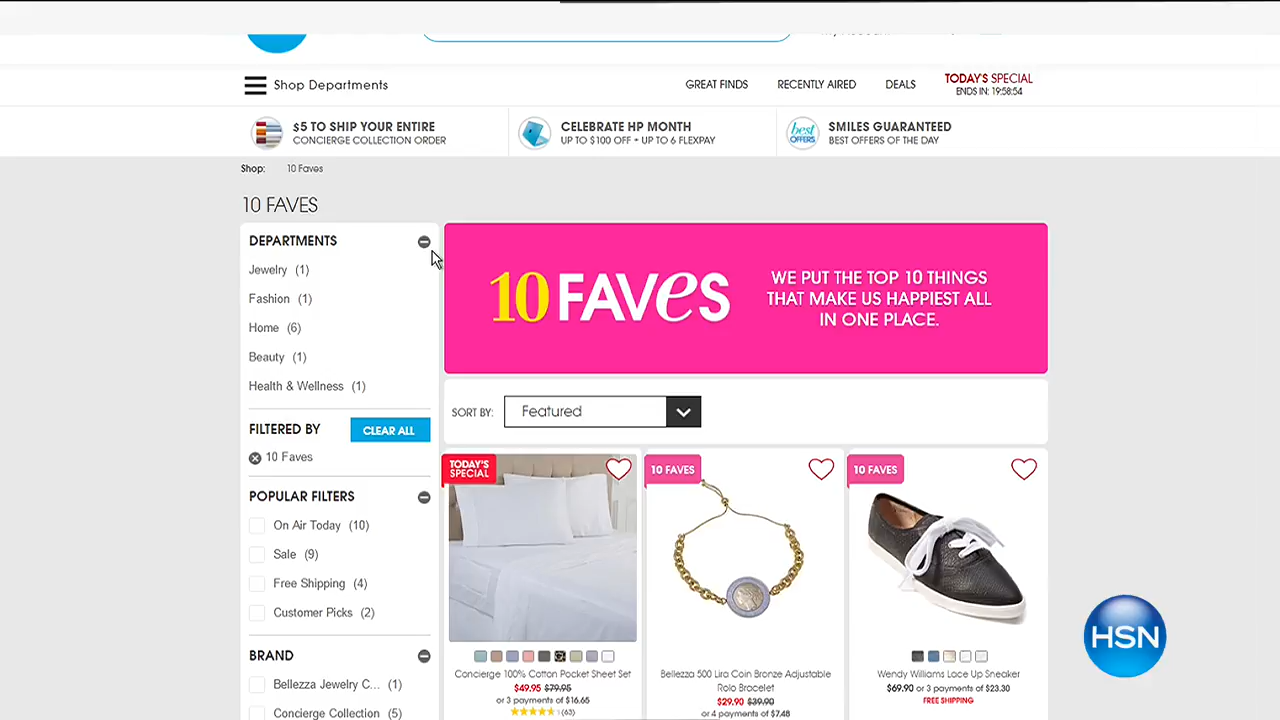 Shop Departments
GREAT FINDS
RECENTLY AIRED
DEALS
TODAY'S SPECIAL
ENDS IN: 19:58:54
$5 TO SHIP YOUR ENTIRE
CONCIERGE COLLECTION ORDER
CELEBRATE HP MONTH
UP TO $100 OFF + UP TO 6 FLEXPAY
best
OFFERS
SMILES GUARANTEED
BEST OFFERS OF THE DAY
Shop: 10 Faves
10 FAVES
DEPARTMENTS
Jewelry (1)
Fashion (1)
Home (6)
Beauty (1)
Health & Wellness (1)
FILTERED BY
CLEAR ALL
10 Faves
POPULAR FILTERS
On Air Today (10)
Sale (9)
Free Shipping (4)
Customer Picks (2)
BRAND
Bellezza Jewelry C... (1)
Concierge Collection (5)
10 FAVES
WE PUT THE TOP 10 THINGS
THAT MAKE US HAPPIEST ALL
IN ONE PLACE.
SORT BY: Featured
TODAY'S
SPECIAL
Concierge 100% Cotton Pocket Sheet Set
$49.95 $79.95
or 3 payments of $16.65
(63)
10 FAVES
Bellezza 500 Lira Coin Bronze Adjustable
Rolo Bracelet
$29.90 $39.90
or 4 payments of $7.48
10 FAVES
Wendy Williams Lace Up Sneaker
$69.90 or 3 payments of $23.30
FREE SHIPPING
HSN